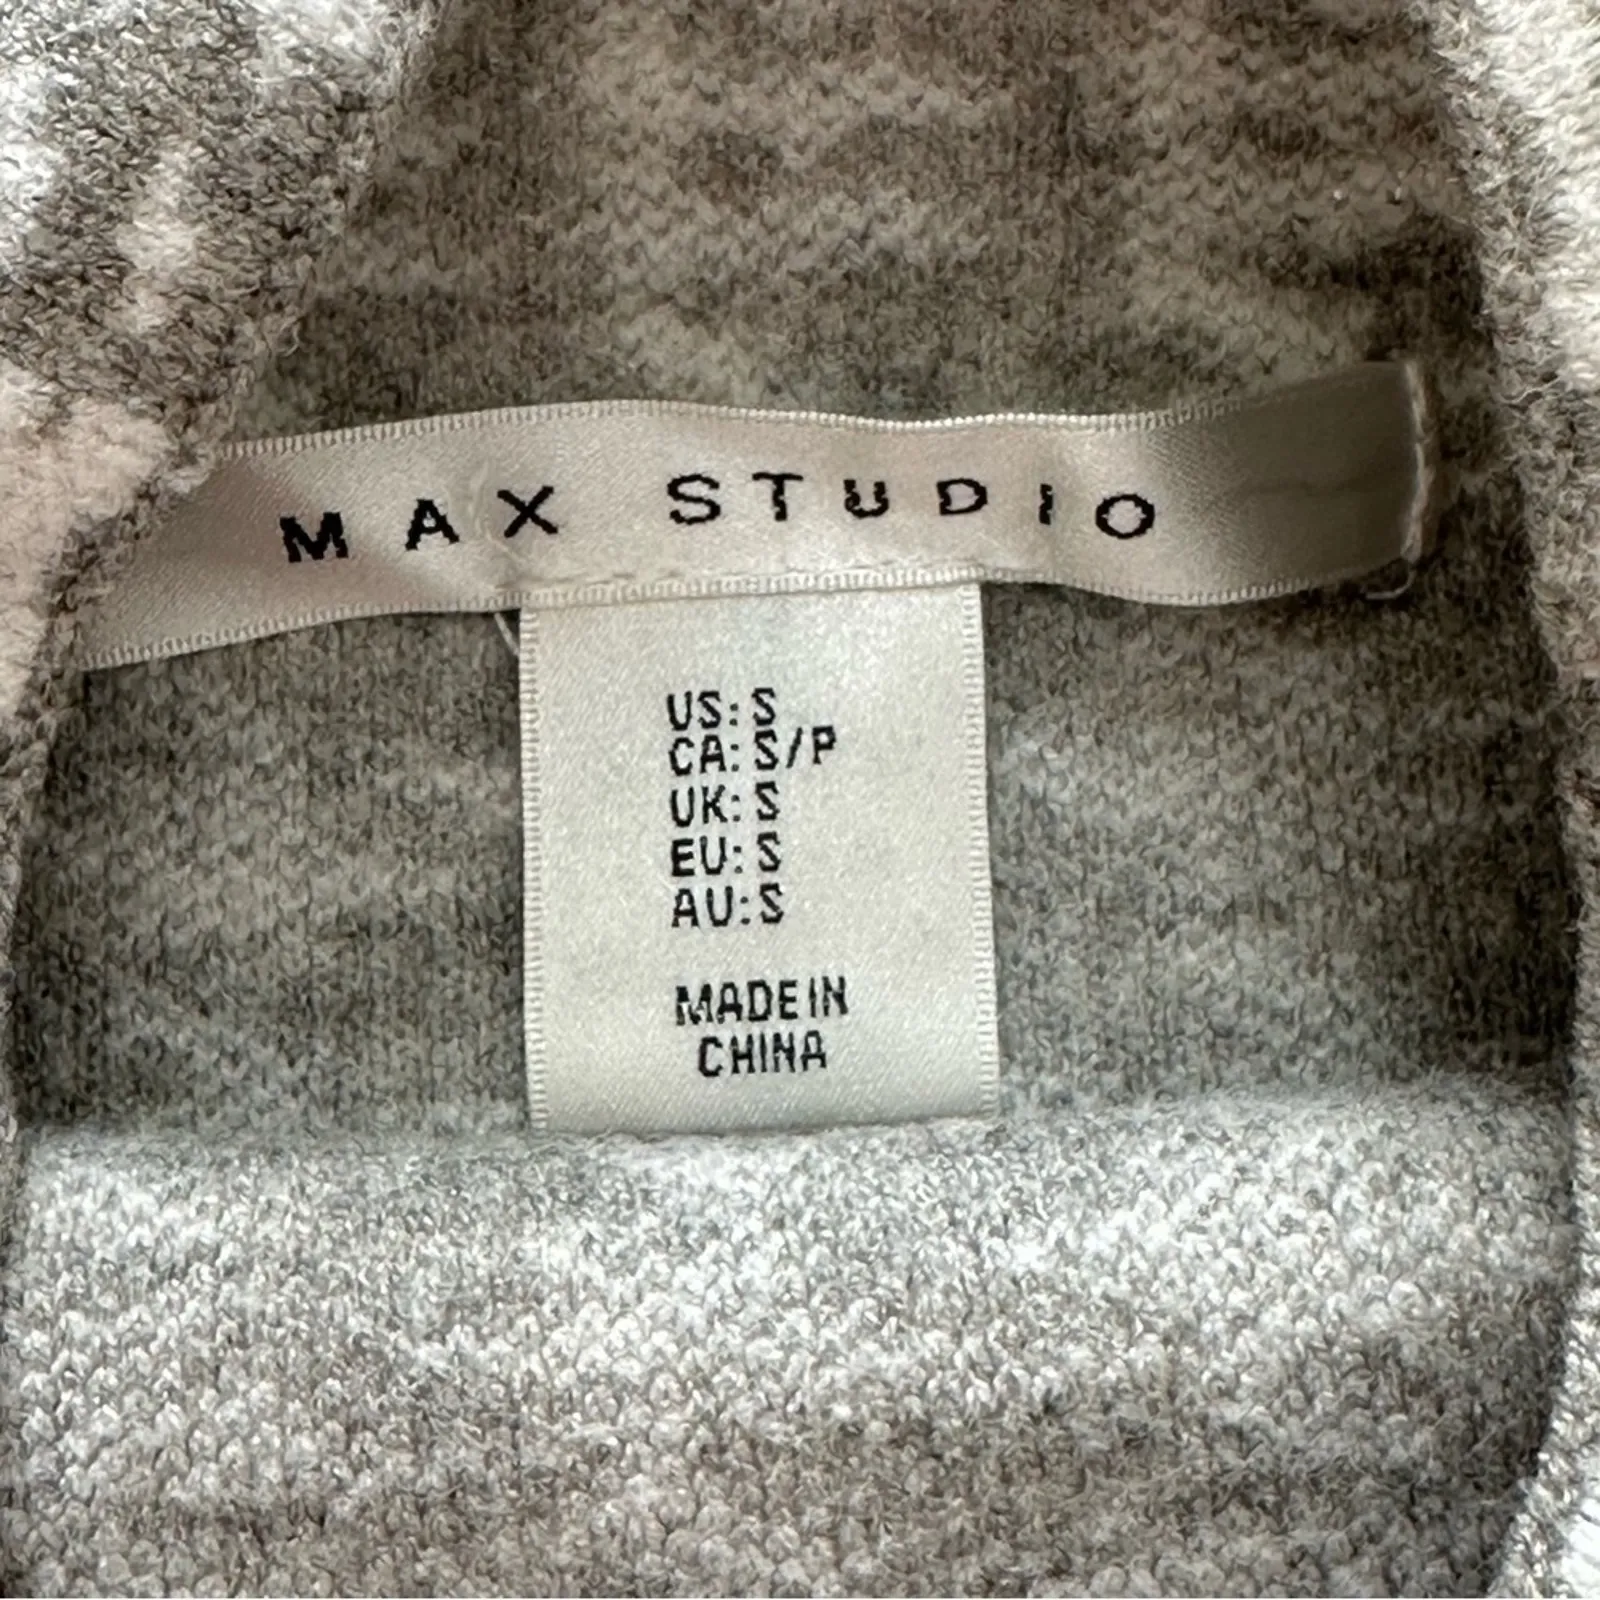 MAX STUDIO
US: S
CA: S/P
UK: S
EU: S
AU: S
MADE IN
CHINA